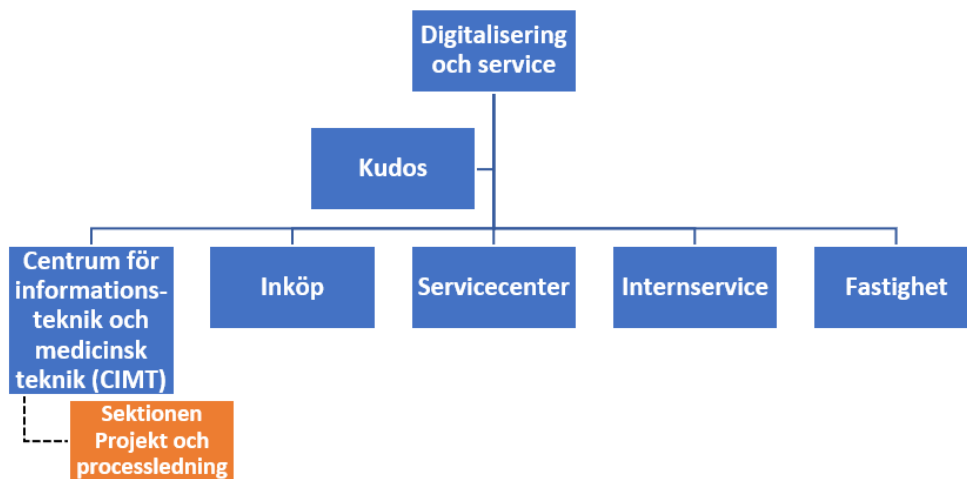 Digitalisering
och service
Kudos
Centrum för
informations-
teknik och
medicinsk
teknik (CIMT)
Inköp
Servicecenter
Internservice
Fastighet
Sektionen
Projekt och
processledning